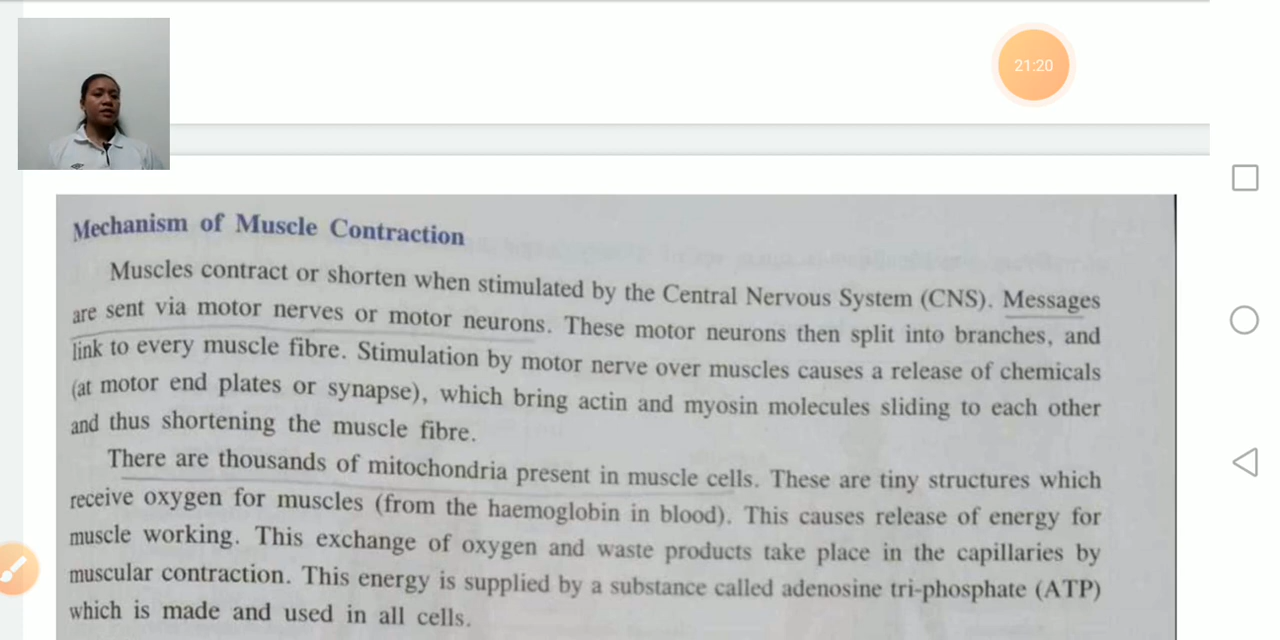 21:20
Mechanism of Muscle Contraction
Muscles contract or shorten when stimulated by the Central Nervous System (CNS). Messages
are sent via motor nerves or motor neurons. These motor neurons then split into branches, and
link to every muscle fibre. Stimulation by motor nerve over muscles causes a release of chemicals
(at motor end plates or synapse), which bring actin and myosin molecules sliding to each other
and thus shortening the muscle fibre.
There are thousands of mitochondria present in muscle cells. These are tiny structures which
receive oxygen for muscles (from the haemoglobin in blood). This causes release of energy for
muscle working. This exchange of oxygen and waste products take place in the capillaries by
muscular contraction. This energy is supplied by a substance called adenosine tri-phosphate (ATP)
which is made and used in all cells.